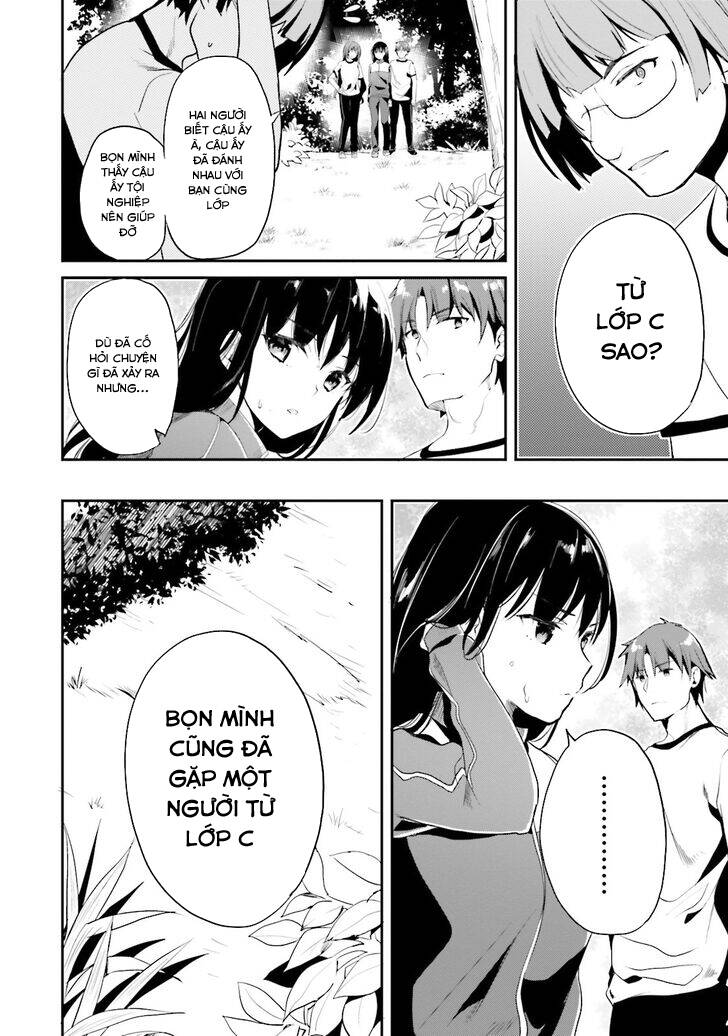 TỪ
LỚP C
SAO?
HAI NGƯỜI
BIẾT CẬU ẤY
À, CẬU ẤY
ĐÃ ĐÁNH
NHAU VỚI
BẠN CÙNG
LỚP
BỌN MÌNH
THẤY CẬU
ẤY TỘI
NGHIỆP
NÊN GIÚP
ĐỠ
DÙ ĐÃ CỐ
HỎI CHUYỆN
GÌ ĐÃ XẢY RA
NHƯNG...
.........
BỌN MÌNH
CŨNG ĐÃ
GẶP MỘT
NGƯỜI TỪ
LỚP C